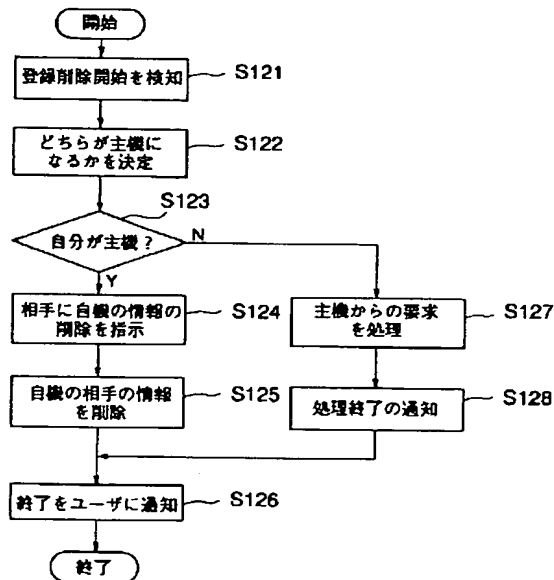 開始
登録削除開始を検知
S121
どちらが主機に
なるかを決定
S122
S123
自分が主機?
N
Y
相手に自機の情報の
削除を指示
S124
主機からの要求
を処理
S127
自機の相手の情報
を削除
S125
処理終了の通知
S128
終了をユーザに通知
S126
終了